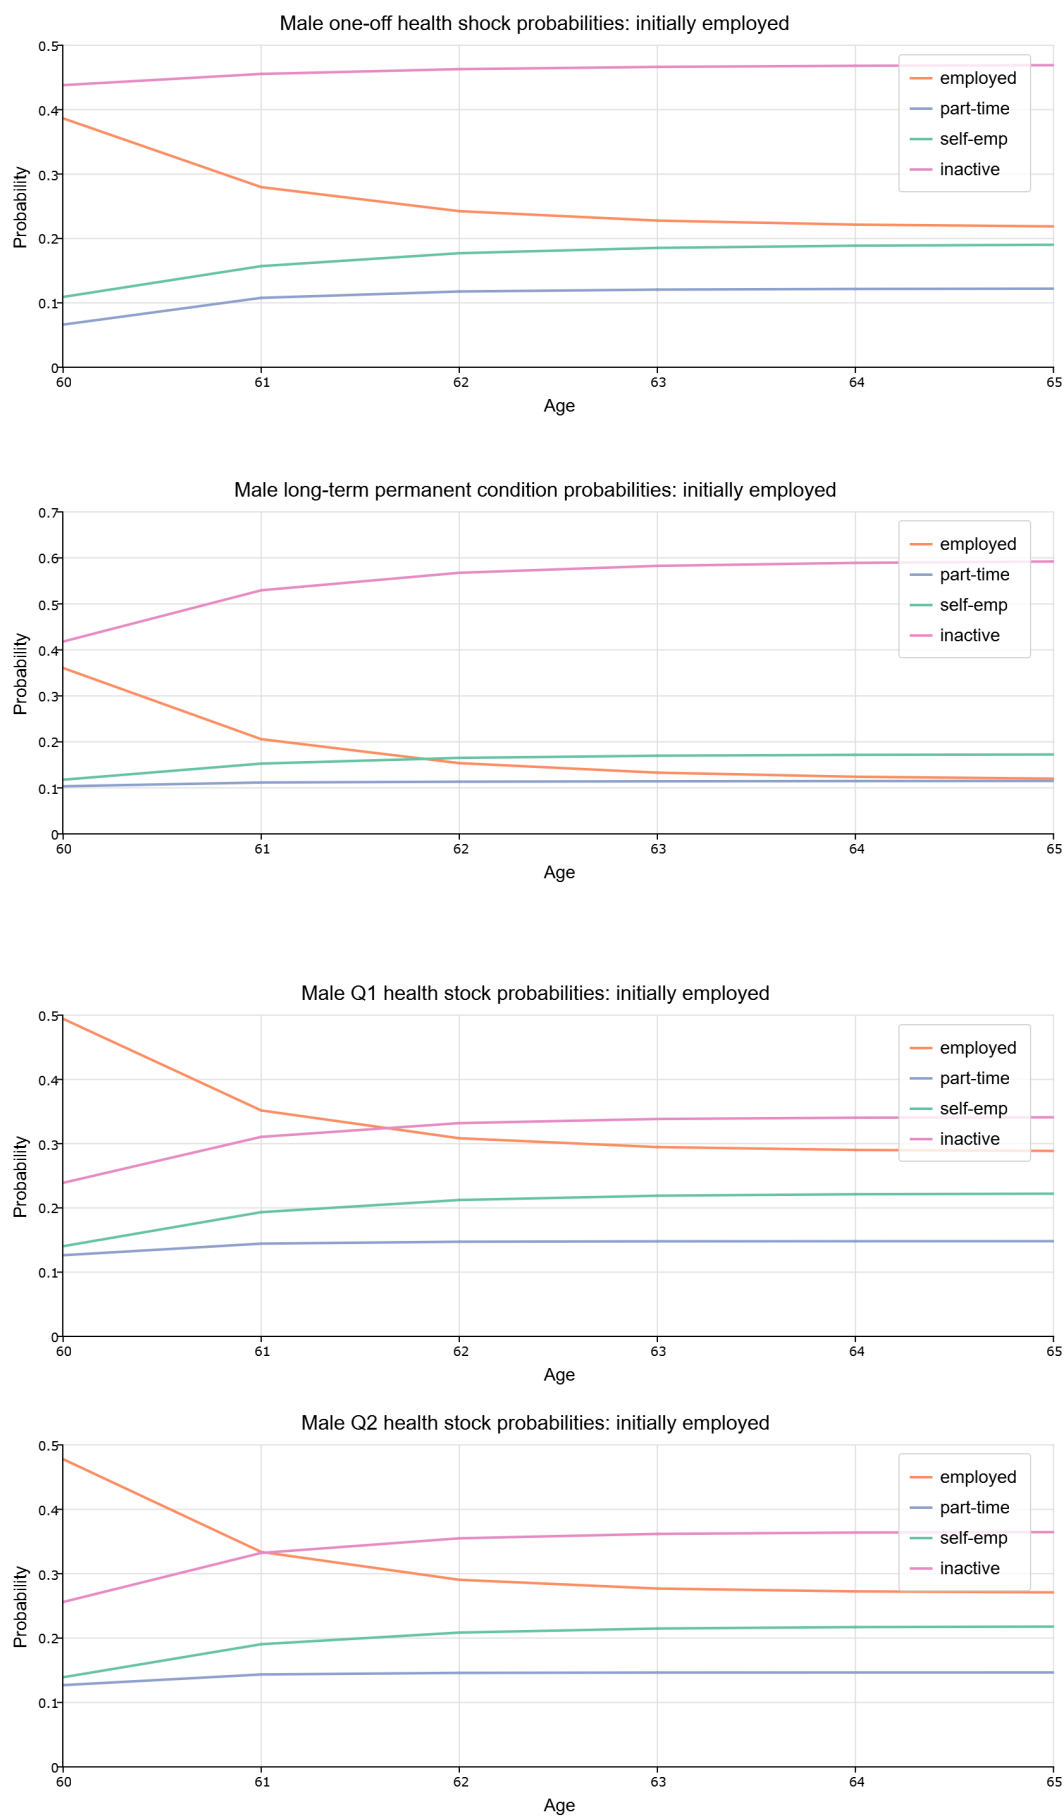 Male one-off health shock probabilities: initially employed
0.5
0.4
0.3
0.2
0.1
0
Probability
employed
part-time
self-emp
inactive
60 61 62 63 64 65
Age
Male long-term permanent condition probabilities: initially employed
0.7
0.6
0.5
0.4
0.3
0.2
0.1
0
Probability
employed
part-time
self-emp
inactive
60 61 62 63 64 65
Age
Male Q1 health stock probabilities: initially employed
0.5
0.4
0.3
0.2
0.1
0
Probability
employed
part-time
self-emp
inactive
60 61 62 63 64 65
Age
Male Q2 health stock probabilities: initially employed
0.5
0.4
0.3
0.2
0.1
0
Probability
employed
part-time
self-emp
inactive
60 61 62 63 64 65
Age